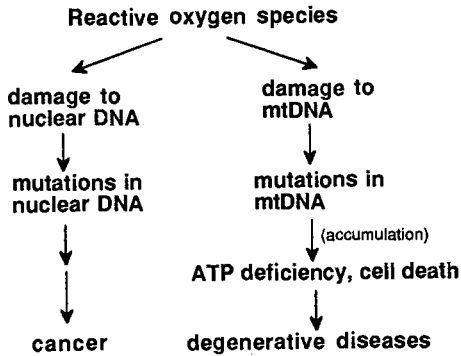 Reactive oxygen species
damage to
nuclear DNA
damage to
mtDNA
mutations in
nuclear DNA
mutations in
mtDNA
(accumulation)
ATP deficiency, cell death
cancer
degenerative diseases